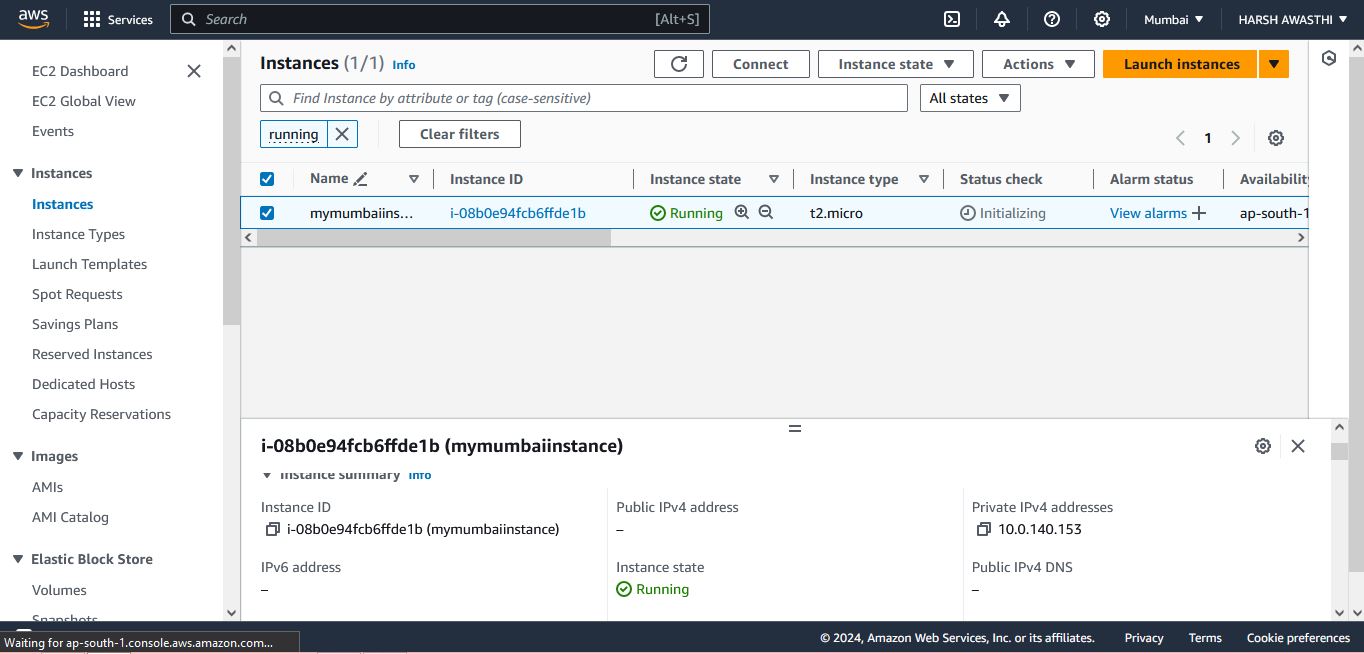 aws Services Search [Alt+S] Mumbai HARSH AWASTHI
EC2 Dashboard
EC2 Global View
Events
Instances
Instances
Instance Types
Launch Templates
Spot Requests
Savings Plans
Reserved Instances
Dedicated Hosts
Capacity Reservations
Images
AMIs
AMI Catalog
Elastic Block Store
Volumes
Snapshots
Instances (1/1) Info Connect Instance state Actions Launch instances
Find Instance by attribute or tag (case-sensitive) All states
running Clear filters 1
Name Instance ID Instance state Instance type Status check Alarm status Availability
mymumbaiins... i-08b0e94fcb6ffde1b Running t2.micro Initializing View alarms ap-south-1
i-08b0e94fcb6ffde1b (mymumbaiinstance)
Instance summary Info
Instance ID Public IPv4 address Private IPv4 addresses
i-08b0e94fcb6ffde1b (mymumbaiinstance) – 10.0.140.153
IPv6 address Instance state Public IPv4 DNS
– Running –
Waiting for ap-south-1.console.aws.amazon.com...
© 2024, Amazon Web Services, Inc. or its affiliates. Privacy Terms Cookie preferences